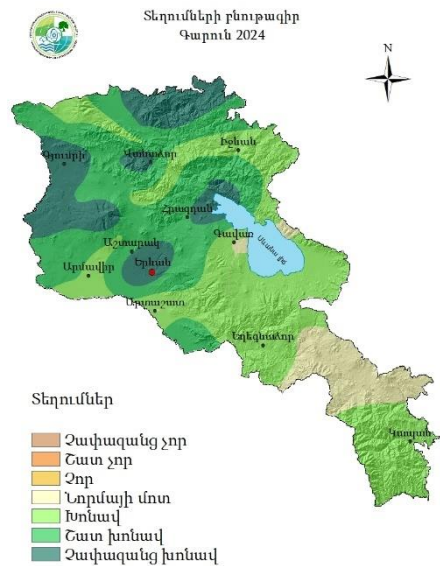 Տեղումների բնութագիր
Գարուն 2024
N
Գյումրի
Վանաձոր
Իջևան
Հրազդան
Գավառ
Սևանա լիճ
Աշտարակ
Երևան
Արմավիր
Արտաշատ
Եղեգնաձոր
Կապան
Տեղումներ
Չափազանց չոր
Շատ չոր
Չոր
Նորմայի մոտ
Խոնավ
Շատ խոնավ
Չափազանց խոնավ